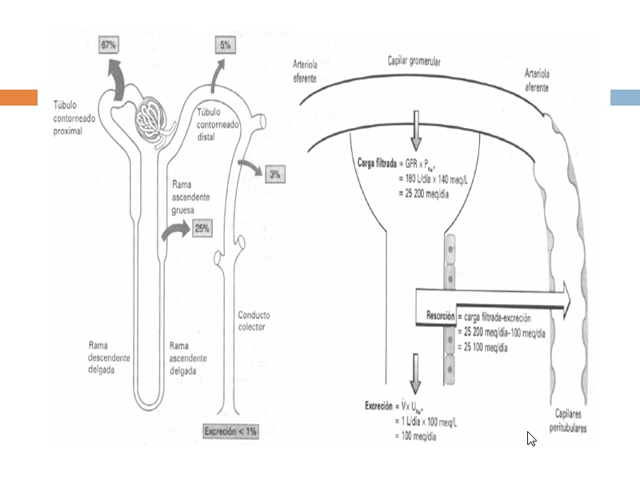 67%
5%
Túbulo
contorneado
proximal
Túbulo
contorneado
distal
3%
Rama
ascendente
gruesa
25%
Conducto
colector
Rama
descendente
delgada
Rama
ascendente
delgada
Excreción < 1%
Arteriola
eferente
Capilar gromerular
Arteriola
aferente
Carga filtrada = GFR x PNa+
= 180 L/día x 140 meq/L
= 25 200 meq/día
Resorción = carga filtrada-excreción
= 25 200 meq/día-100 meq/día
= 25 100 meq/día
Excreción = V̇x UNa+
= 1 L/día x 100 meq/L
= 100 meq/día
Capilares
peritubulares